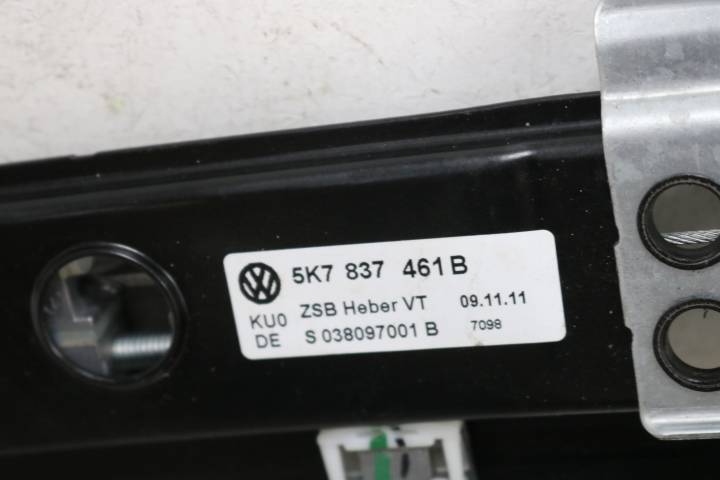 5K7 837 461 B
KU0 ZSB Heber VT 09.11.11
DE S 038097001 B 7098